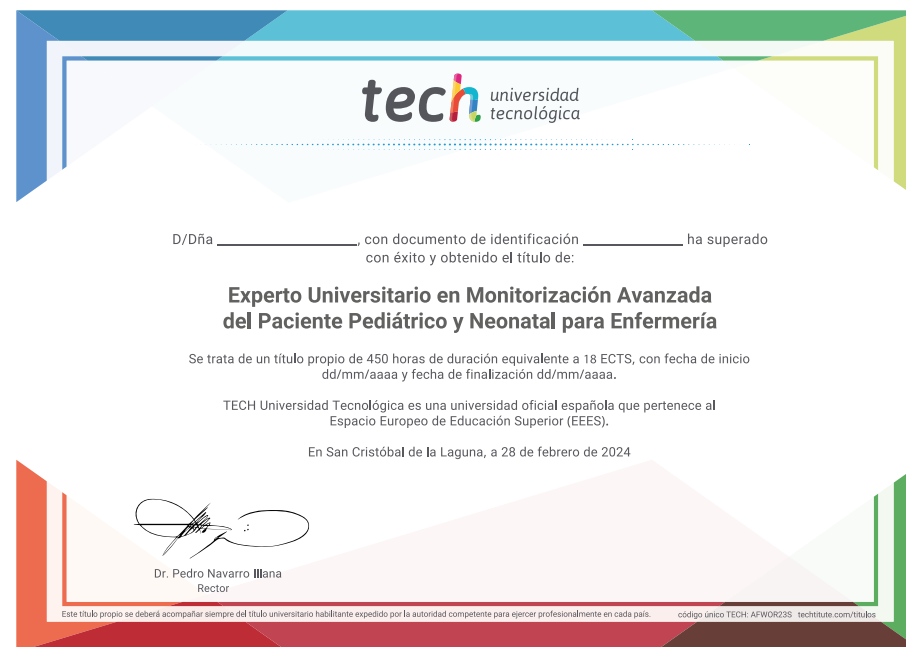 tech universidad
tecnológica
D/Dña ____________________, con documento de identificación ______________ ha superado
con éxito y obtenido el título de:
Experto Universitario en Monitorización Avanzada
del Paciente Pediátrico y Neonatal para Enfermería
Se trata de un título propio de 450 horas de duración equivalente a 18 ECTS, con fecha de inicio
dd/mm/aaaa y fecha de finalización dd/mm/aaaa.
TECH Universidad Tecnológica es una universidad oficial española que pertenece al
Espacio Europeo de Educación Superior (EEES).
En San Cristóbal de la Laguna, a 28 de febrero de 2024
Dr. Pedro Navarro Illana
Rector
Este título propio se deberá acompañar siempre del título universitario habilitante expedido por la autoridad competente para ejercer profesionalmente en cada país. código único TECH: AFWOR23S techtitute.com/titulos